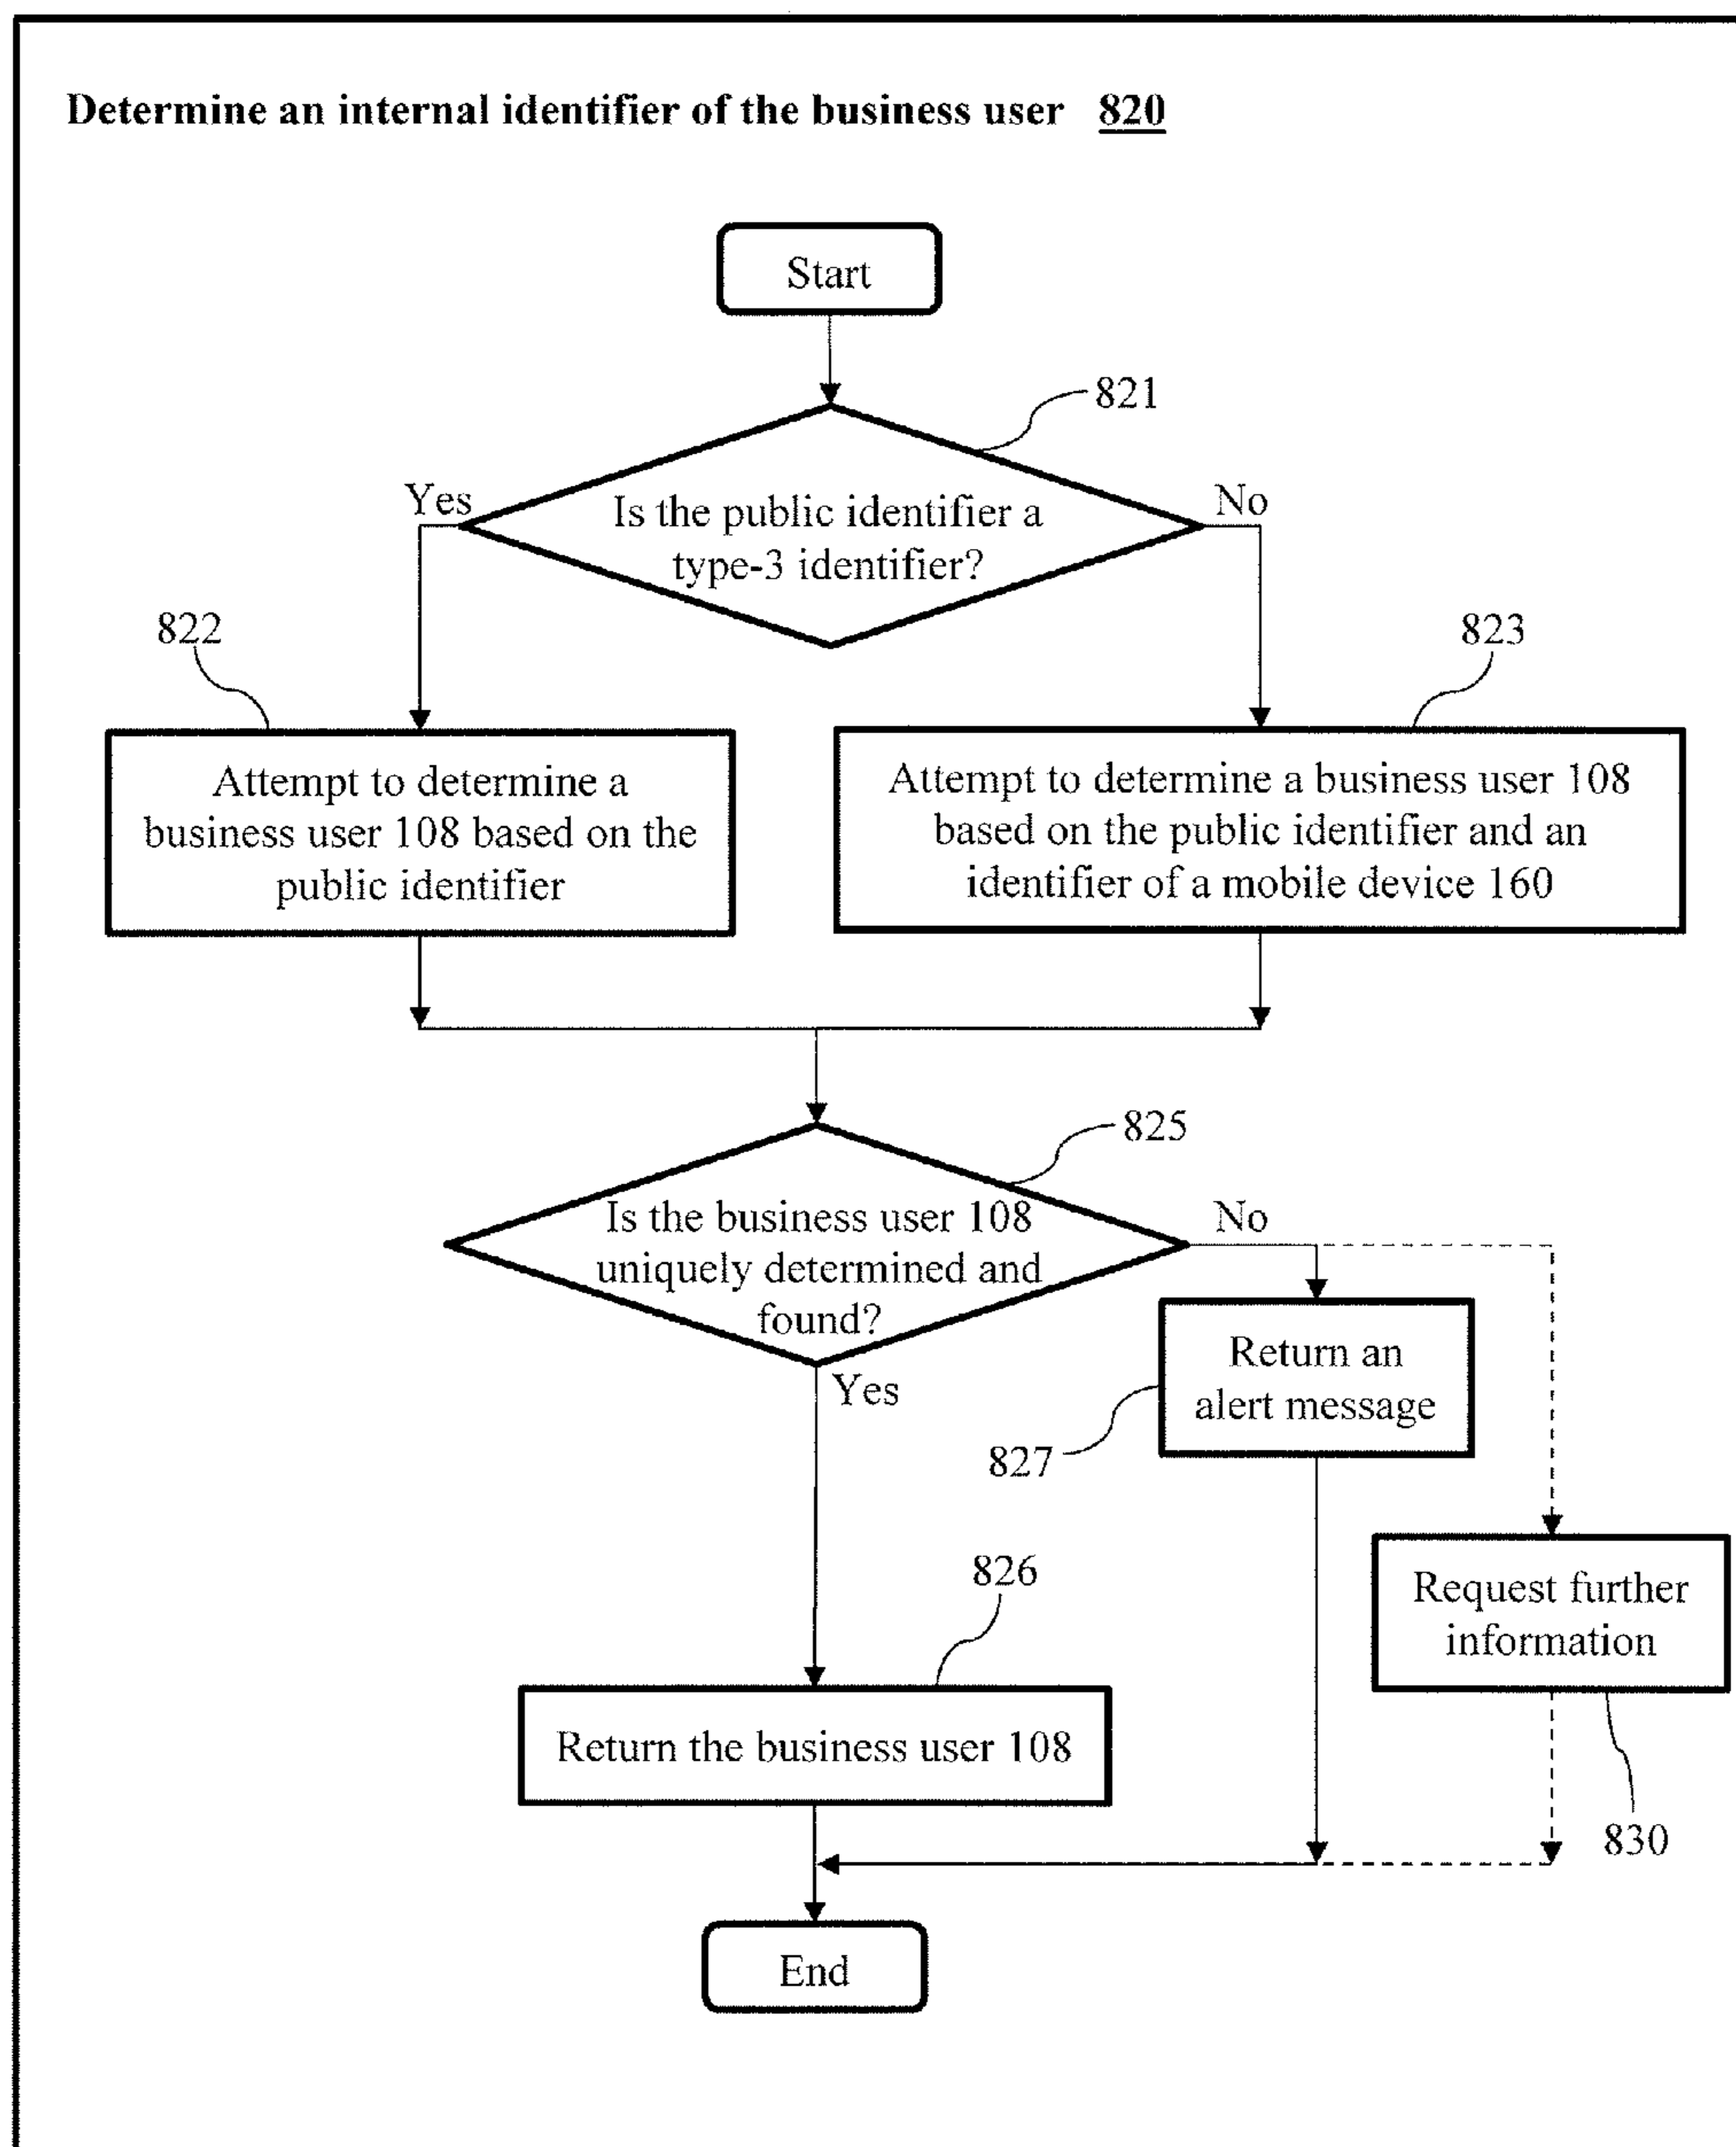 Determine an internal identifier of the business user 820
Start
821
Yes
No
Is the public identifier a
type-3 identifier?
822
823
Attempt to determine a
business user 108 based on the
public identifier
Attempt to determine a business user 108
based on the public identifier and an
identifier of a mobile device 160
825
Is the business user 108
uniquely determined and
found?
No
Yes
Return an
alert message
827
826
Request further
information
Return the business user 108
830
End